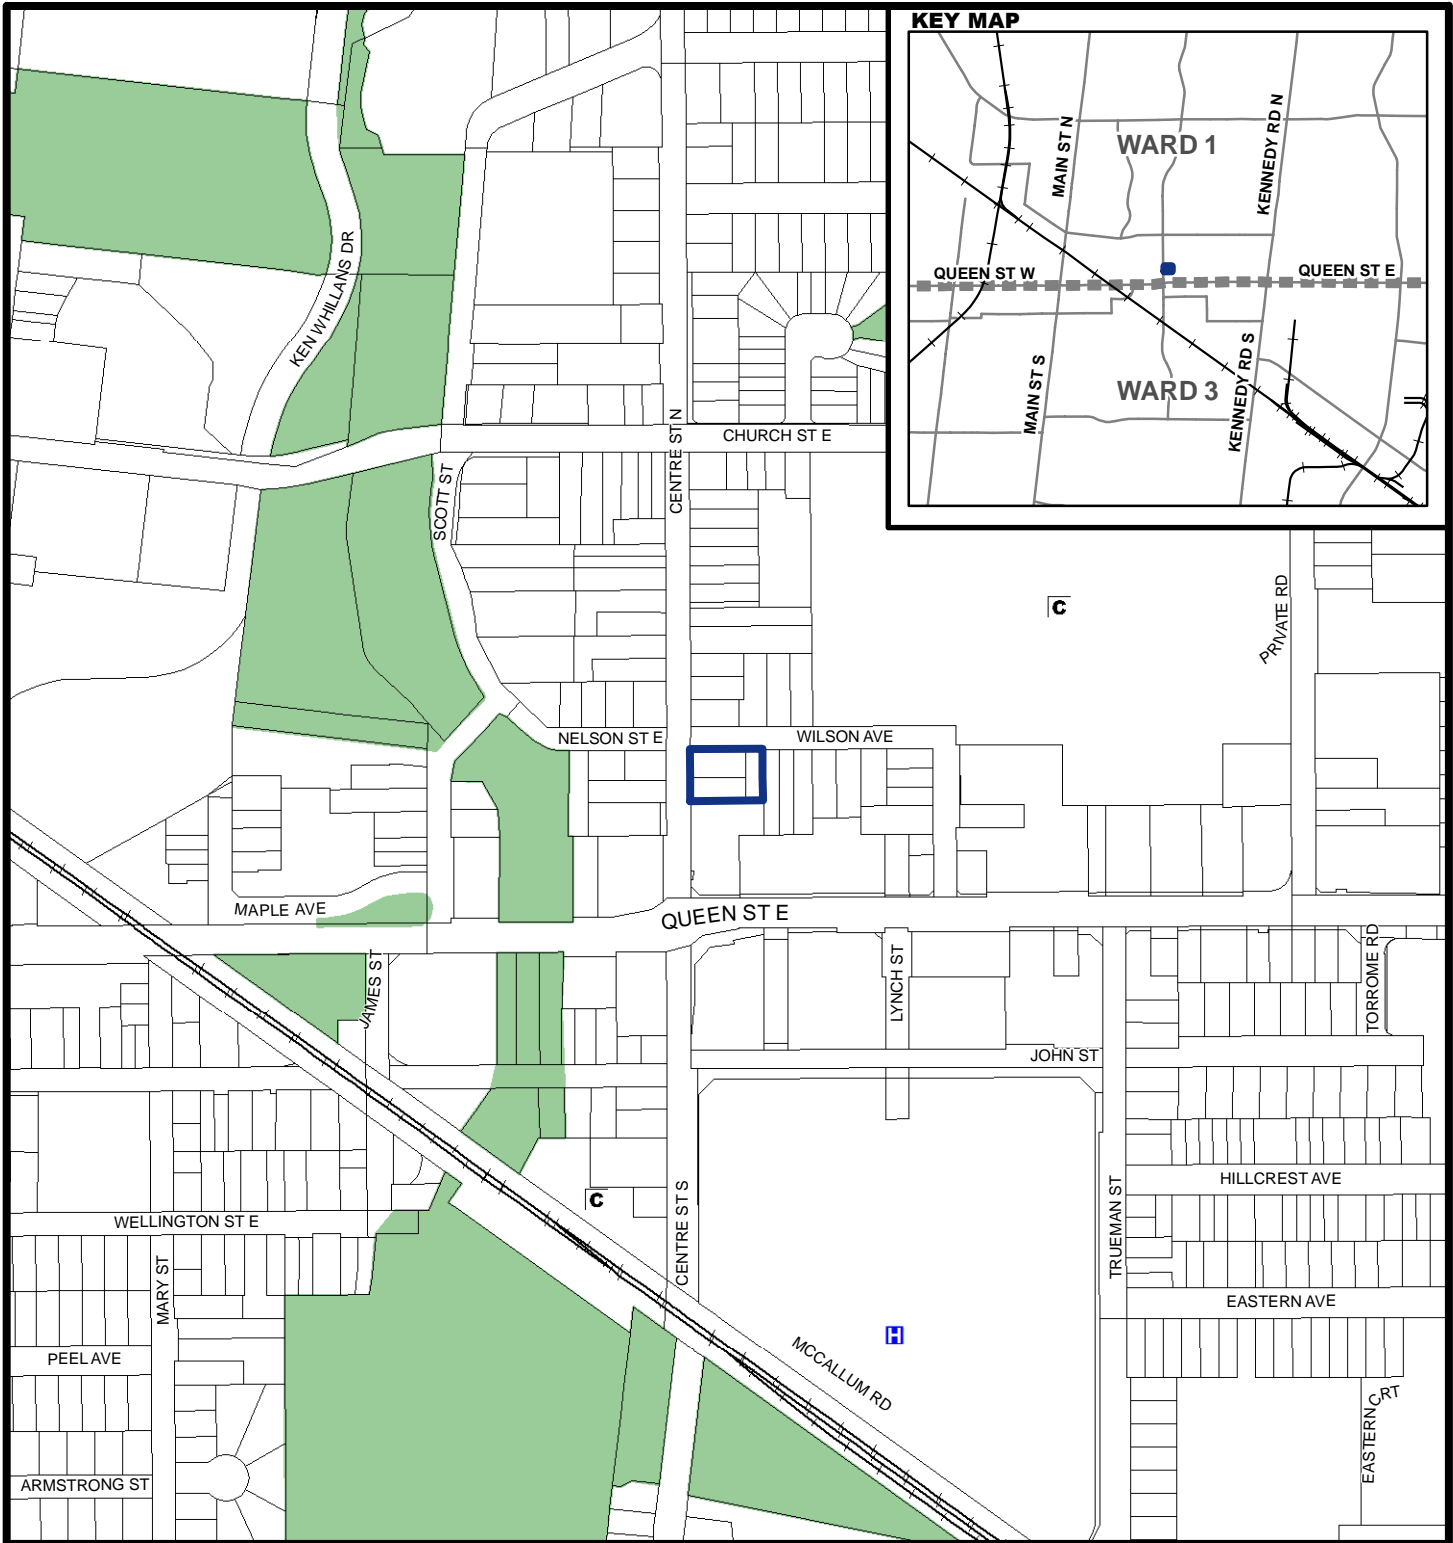 KEY MAP
WARD 1
MAIN ST N
KENNEDY RD N
QUEEN ST W
QUEEN ST E
MAIN ST S
KENNEDY RD S
WARD 3
KEN WHILLANS DR
CHURCH ST E
CENTRE ST N
SCOTT ST
C
PRIVATE RD
NELSON ST E
WILSON AVE
MAPLE AVE
QUEEN ST E
JAMES ST
LYNCH ST
TORROME RD
JOHN ST
HILLCREST AVE
C
WELLINGTON ST E
CENTRE ST S
TRUEMAN ST
MARY ST
EASTERN AVE
H
PEEL AVE
MCCALLUM RD
EASTERN CRT
ARMSTRONG ST